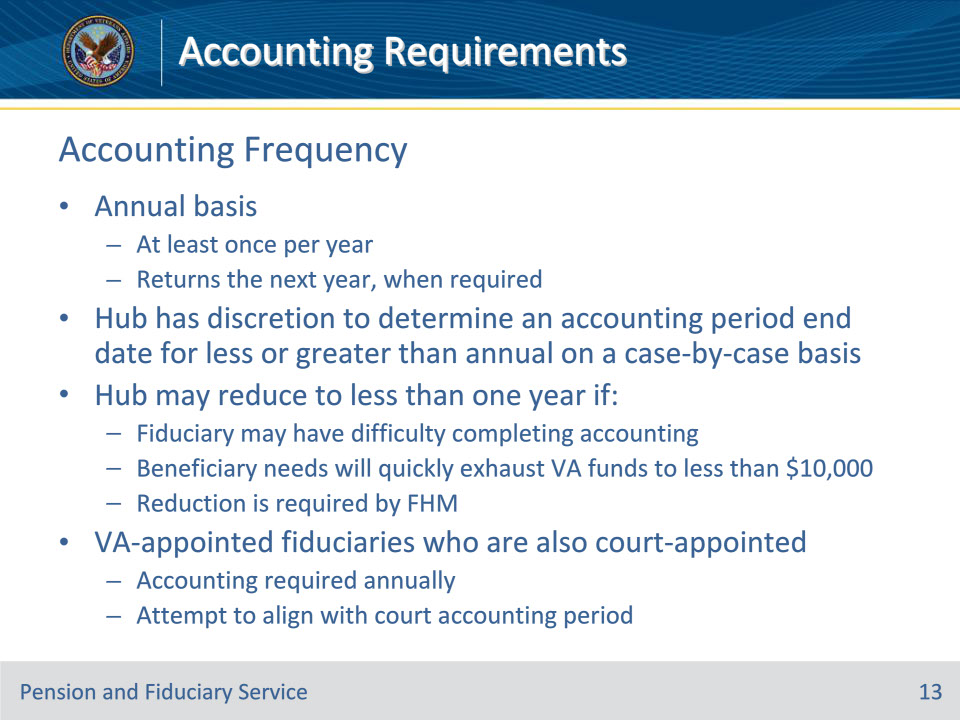 Accounting Requirements
Accounting Frequency
• Annual basis
– At least once per year
– Returns the next year, when required
• Hub has discretion to determine an accounting period end
date for less or greater than annual on a case-by-case basis
• Hub may reduce to less than one year if:
– Fiduciary may have difficulty completing accounting
– Beneficiary needs will quickly exhaust VA funds to less than $10,000
– Reduction is required by FHM
• VA-appointed fiduciaries who are also court-appointed
– Accounting required annually
– Attempt to align with court accounting period
Pension and Fiduciary Service
13